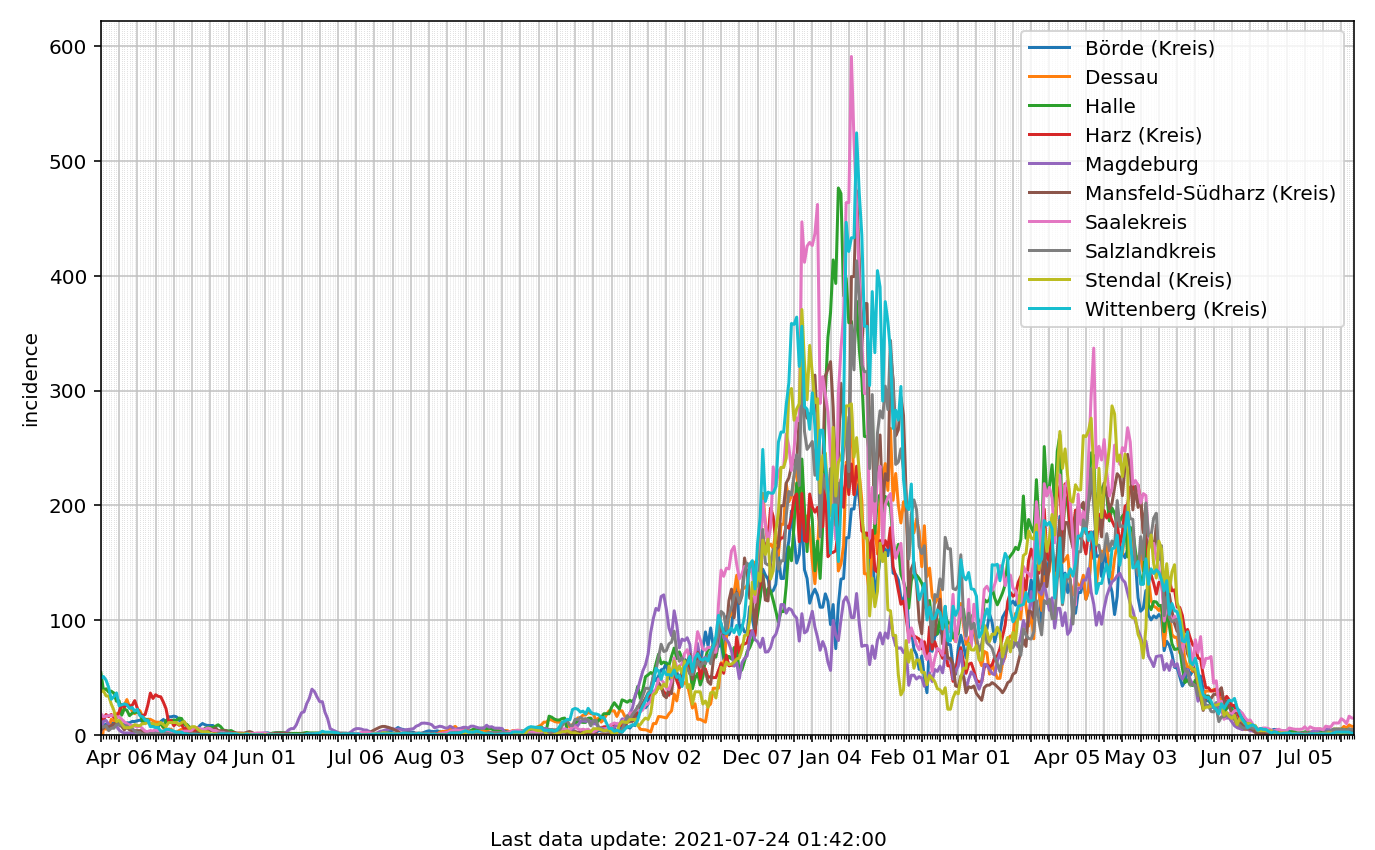 600
500
400
300
200
100
0
incidence
Börde (Kreis)
Dessau
Halle
Harz (Kreis)
Magdeburg
Mansfeld-Südharz (Kreis)
Saalekreis
Salzlandkreis
Stendal (Kreis)
Wittenberg (Kreis)
Apr 06 May 04 Jun 01 Jul 06 Aug 03 Sep 07 Oct 05 Nov 02 Dec 07 Jan 04 Feb 01 Mar 01 Apr 05 May 03 Jun 07 Jul 05
Last data update: 2021-07-24 01:42:00